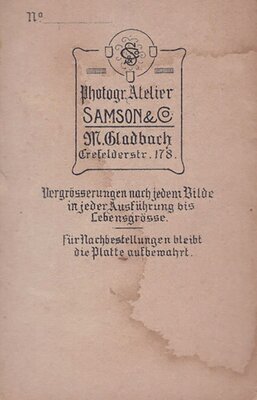 No
S
Photogr. Atelier
SAMSON & Co
M. Gladbach
Crefelderstr. 178.
Vergrösserungen nach jedem Bilde
in jeder Ausführung bis
Lebensgrösse.
Für Nachbestellungen bleibt
die Platte aufbewahrt.